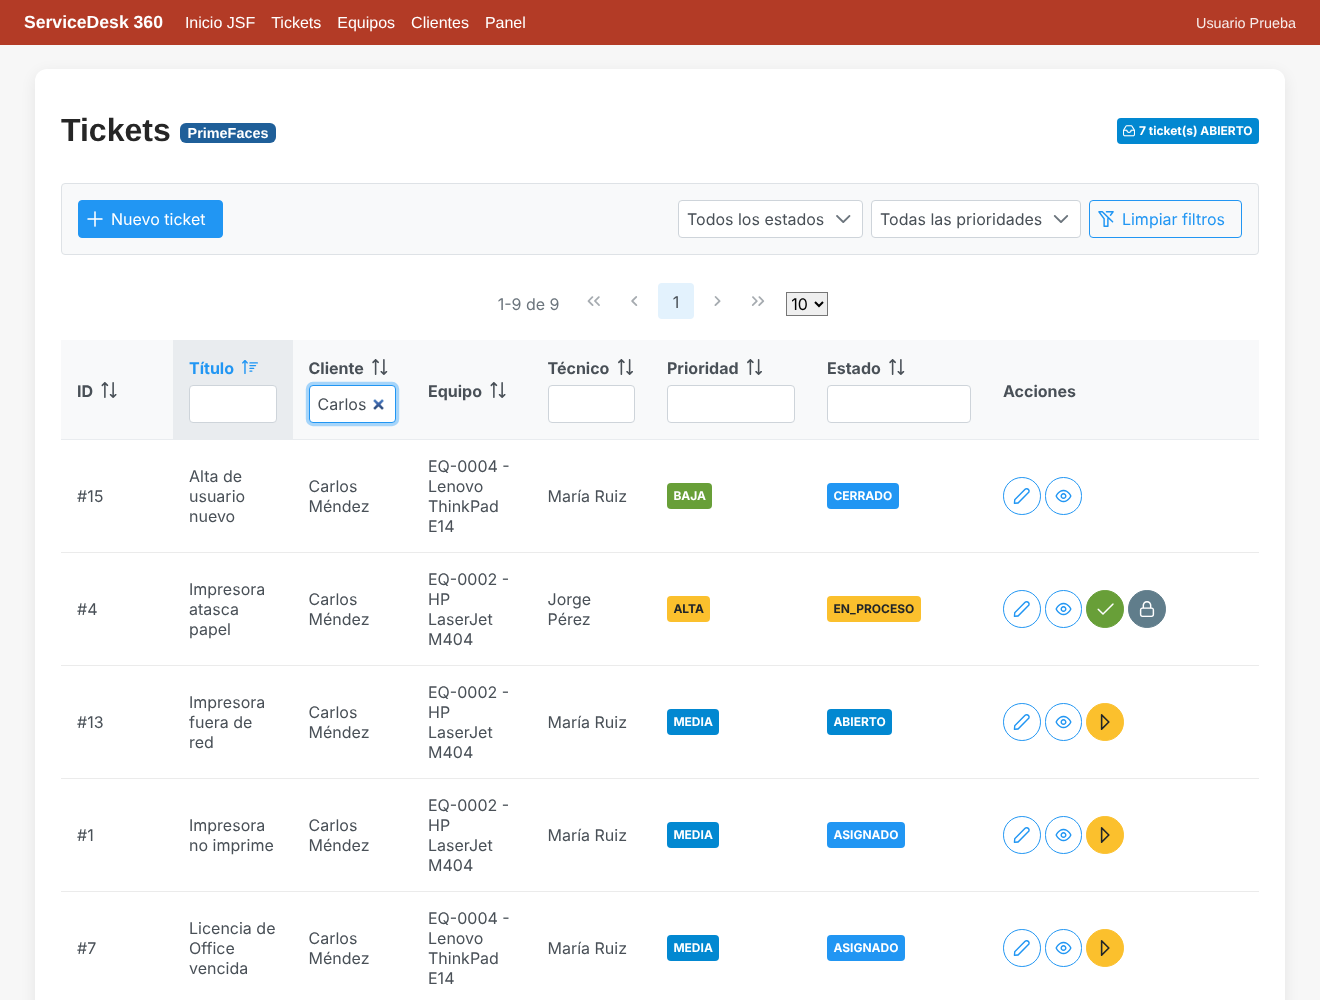 ServiceDesk 360 Inicio JSF Tickets Equipos Clientes Panel Usuario Prueba
Tickets PrimeFaces 7 ticket(s) ABIERTO
Nuevo ticket Todos los estados Todas las prioridades Limpiar filtros
1-9 de 9 1 10
ID Título Cliente Equipo Técnico Prioridad Estado Acciones
Carlos
#15
Alta de
usuario
nuevo
Carlos
Méndez
EQ-0004 -
Lenovo
ThinkPad
E14
María Ruiz
BAJA
CERRADO
#4
Impresora
atasca
papel
Carlos
Méndez
EQ-0002 -
HP
LaserJet
M404
Jorge
Pérez
ALTA
EN_PROCESO
#13
Impresora
fuera de
red
Carlos
Méndez
EQ-0002 -
HP
LaserJet
M404
María Ruiz
MEDIA
ABIERTO
#1
Impresora
no imprime
Carlos
Méndez
EQ-0002 -
HP
LaserJet
M404
María Ruiz
MEDIA
ASIGNADO
#7
Licencia de
Office
vencida
Carlos
Méndez
EQ-0004 -
Lenovo
ThinkPad
E14
María Ruiz
MEDIA
ASIGNADO